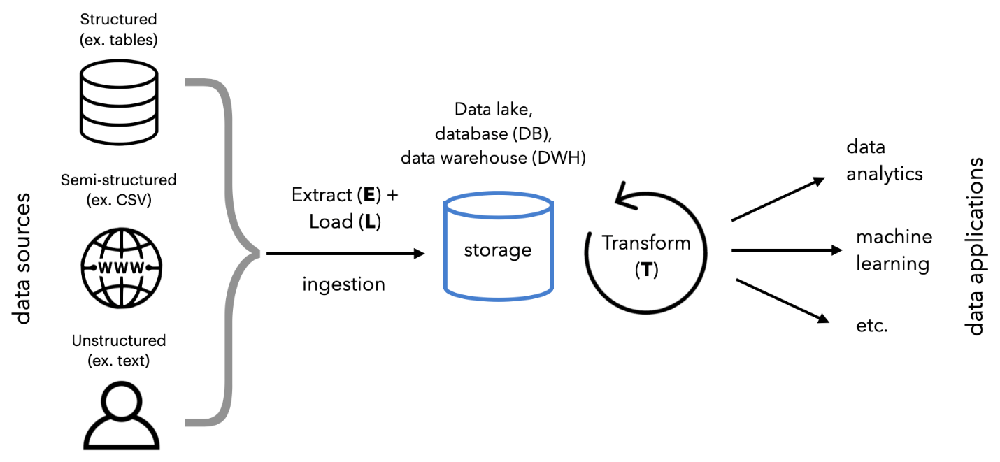 data sources
Structured
(ex. tables)
Semi-structured
(ex. CSV)
WWW
Unstructured
(ex. text)
Extract (E) +
Load (L)
ingestion
Data lake,
database (DB),
data warehouse (DWH)
storage
Transform
(T)
data
analytics
machine
learning
etc.
data applications